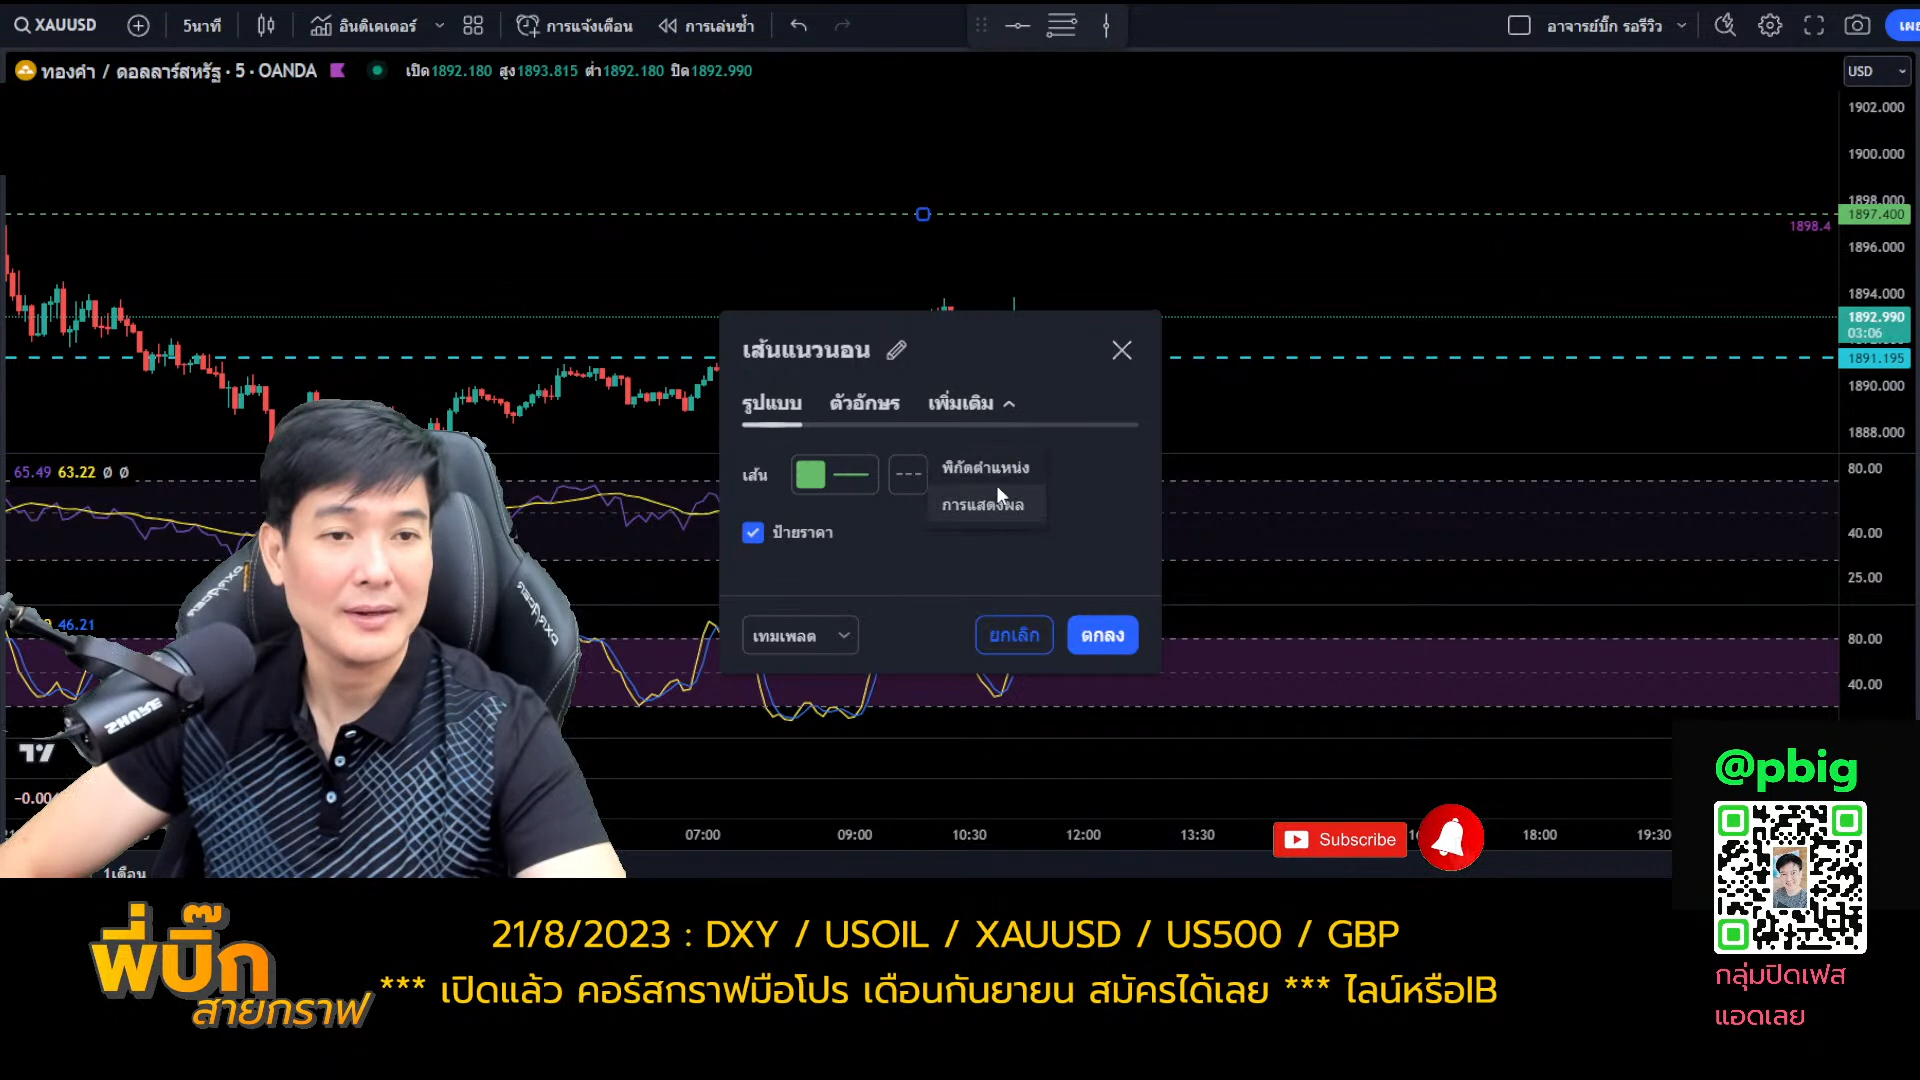 XAUUSD
5นาที
อินดิเคเตอร์
การแจ้งเตือน
การเล่นซ้ำ
อาจารย์บิ๊ก รอรีวิว
เผย
ทองคำ / ดอลลาร์สหรัฐ · 5 · OANDA
เปิด1892.180 สูง1893.815 ต่ำ1892.180 ปิด1892.990
USD
1902.000
1900.000
1898.000
1897.400
1898.4
1896.000
1894.000
1892.990
03:06
1891.195
1890.000
1888.000
เส้นแนวนอน
รูปแบบ
ตัวอักษร
เพิ่มเติม
เส้น
พิกัดตำแหน่ง
การแสดงผล
ป้ายราคา
เทมเพลต
ยกเลิก
ตกลง
65.49 63.22 Ø Ø
80.00
40.00
25.00
46.21
80.00
40.00
DXRACER
DXRACER
SHURE
-0.00
07:00
09:00
10:30
12:00
13:30
18:00
19:30
1เดือน
Subscribe
@pbig
กลุ่มปิดเฟส
แอดเลย
พี่บิ๊ก
สายกราฟ
21/8/2023 : DXY / USOIL / XAUUSD / US500 / GBP
*** เปิดแล้ว คอร์สกราฟมือโปร เดือนกันยายน สมัครได้เลย *** ไลน์หรือIB